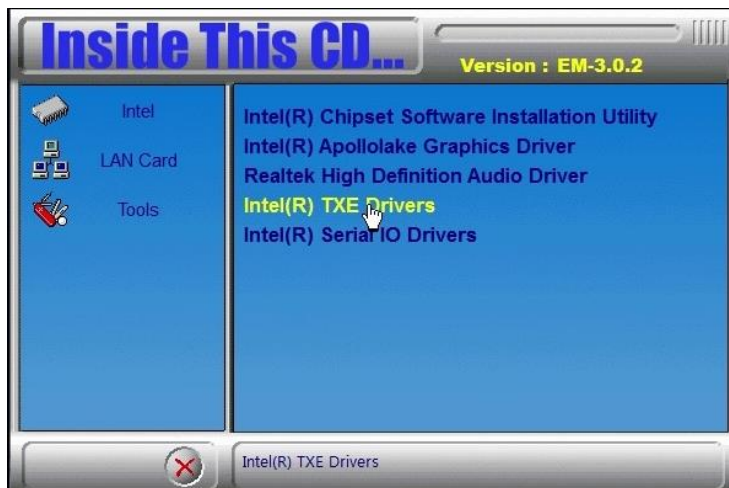 Inside This CD...
Version : EM-3.0.2
Intel
LAN Card
Tools
Intel(R) Chipset Software Installation Utility
Intel(R) Apollolake Graphics Driver
Realtek High Definition Audio Driver
Intel(R) TXE Drivers
Intel(R) Serial IO Drivers
Intel(R) TXE Drivers